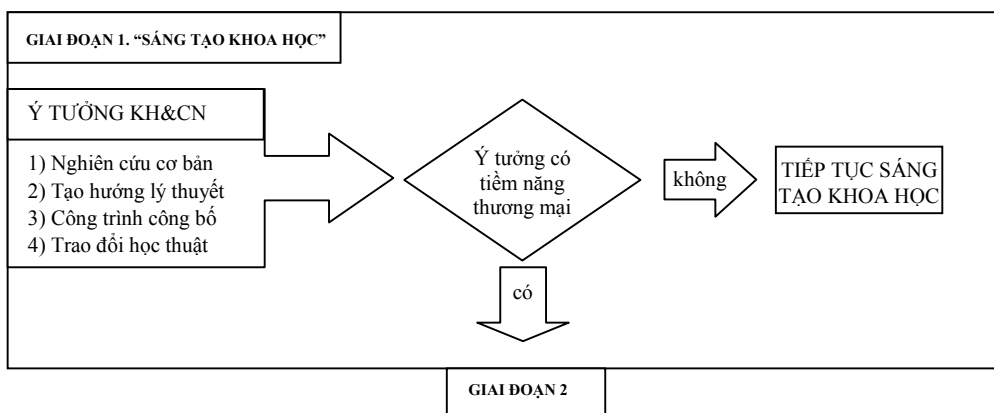 GIAI ĐOẠN 1. “SÁNG TẠO KHOA HỌC”
Ý TƯỞNG KH&CN
1) Nghiên cứu cơ bản
2) Tạo hướng lý thuyết
3) Công trình công bố
4) Trao đổi học thuật
Ý tưởng có
tiềm năng
thương mại
không
TIẾP TỤC SÁNG
TẠO KHOA HỌC
có
GIAI ĐOẠN 2